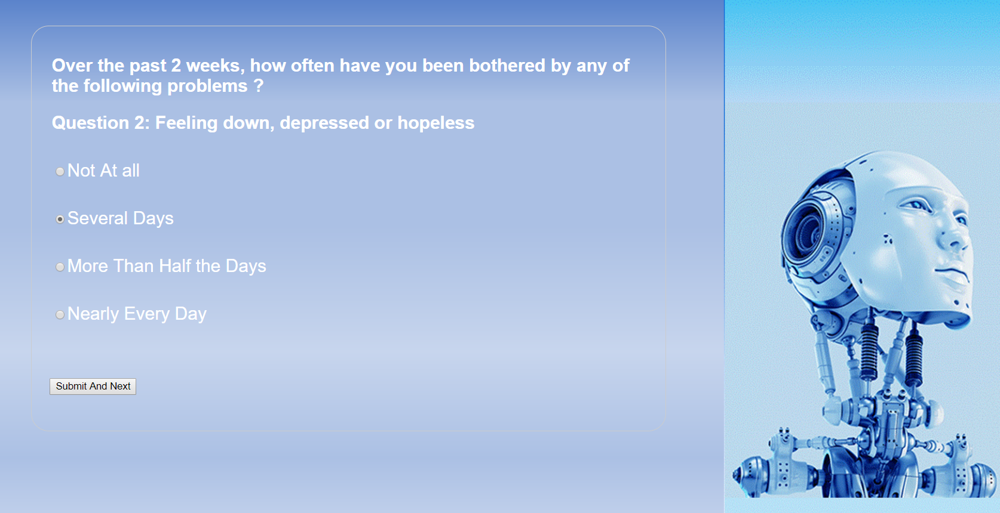 Over the past 2 weeks, how often have you been bothered by any of
the following problems ?
Question 2: Feeling down, depressed or hopeless
Not At all
Several Days
More Than Half the Days
Nearly Every Day
Submit And Next